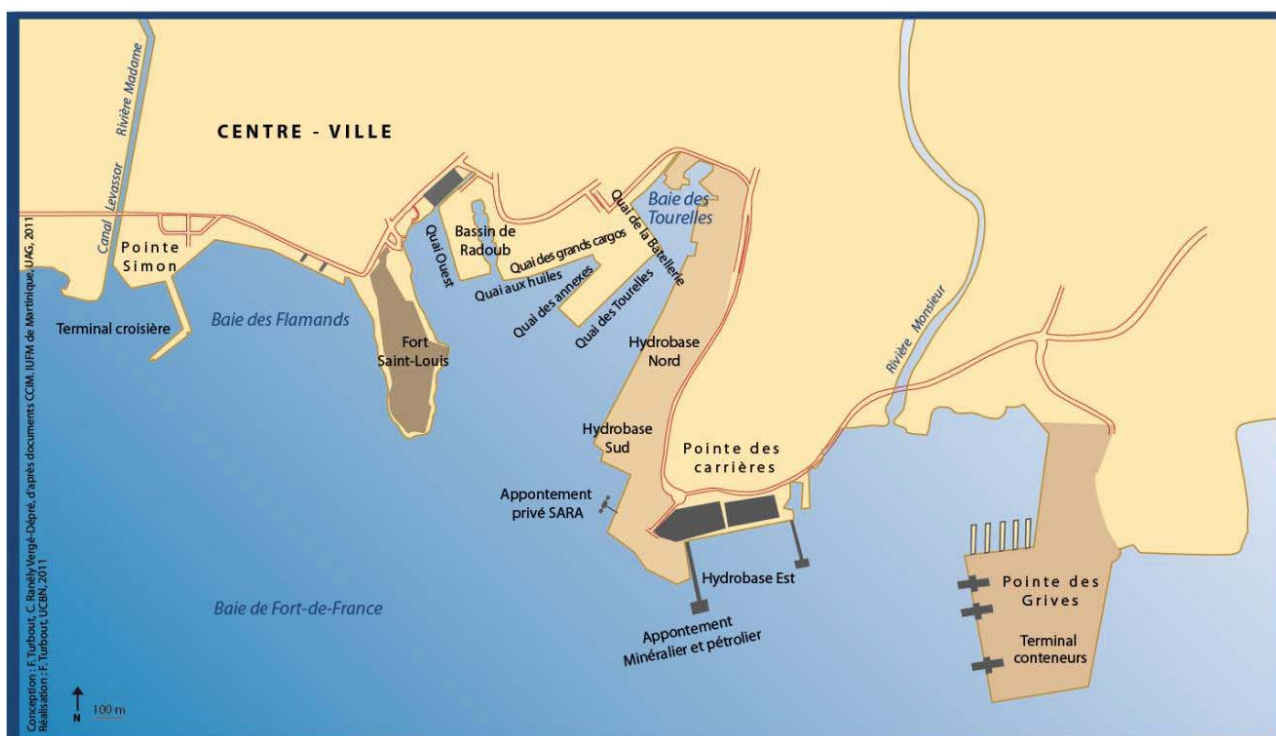 Canal Levassor
Rivière Madame
CENTRE - VILLE
Pointe
Simon
Terminal croisière
Baie des Flamands
Fort
Saint-Louis
Quai Ouest
Bassin de
Radoub
Quai des grands cargos
Quai aux huiles
Quai des annexes
Quai des Tourelles
Quai de la Batellerie
Baie des
Tourelles
Hydrobase
Nord
Hydrobase
Sud
Rivière Monsieur
Pointe des
carrières
Appontement
privé SARA
Hydrobase Est
Appontement
Minéralier et pétrolier
Baie de Fort-de-France
Pointe des
Grives
Terminal
conteneurs
N
100 m
Conception : F. Turbout, C. Ranély Vergé-Dépré, d'après documents CCIM. IUFM de Martinique, UAG, 2011
Réalisation : F. Turbout, UCBN, 2011